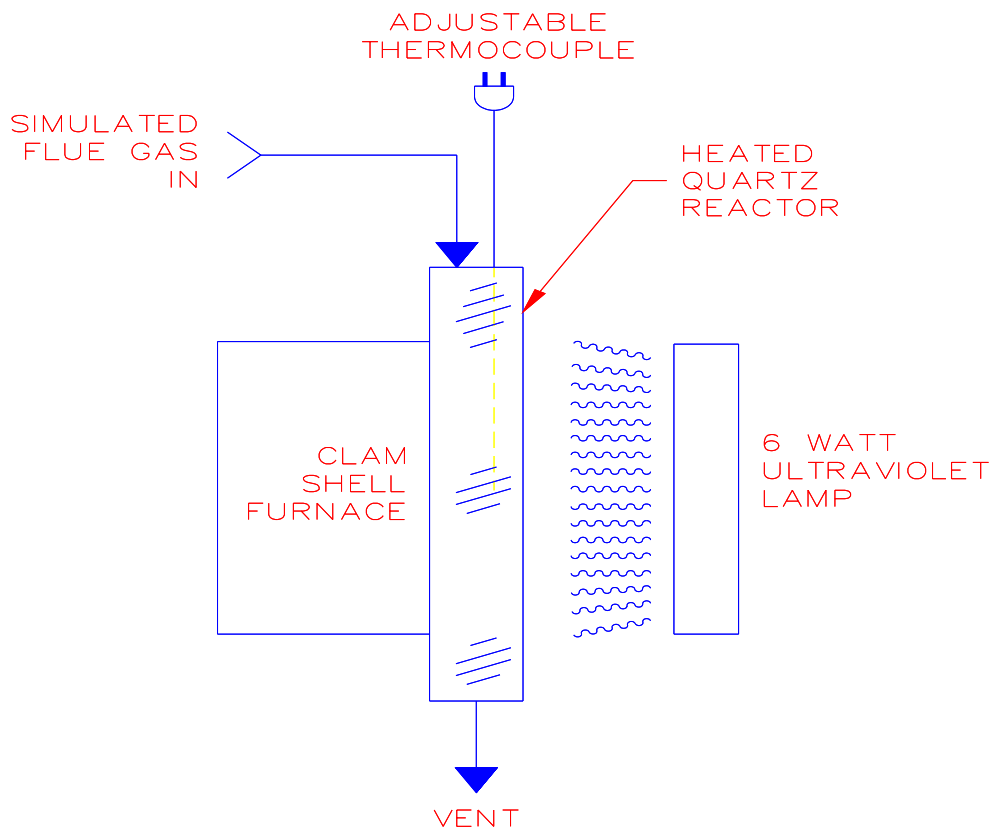 ADJUSTABLE
THERMOCOUPLE
SIMULATED
FLUE GAS
IN
HEATED
QUARTZ
REACTOR
CLAM
SHELL
FURNACE
6 WATT
ULTRAVIOLET
LAMP
VENT